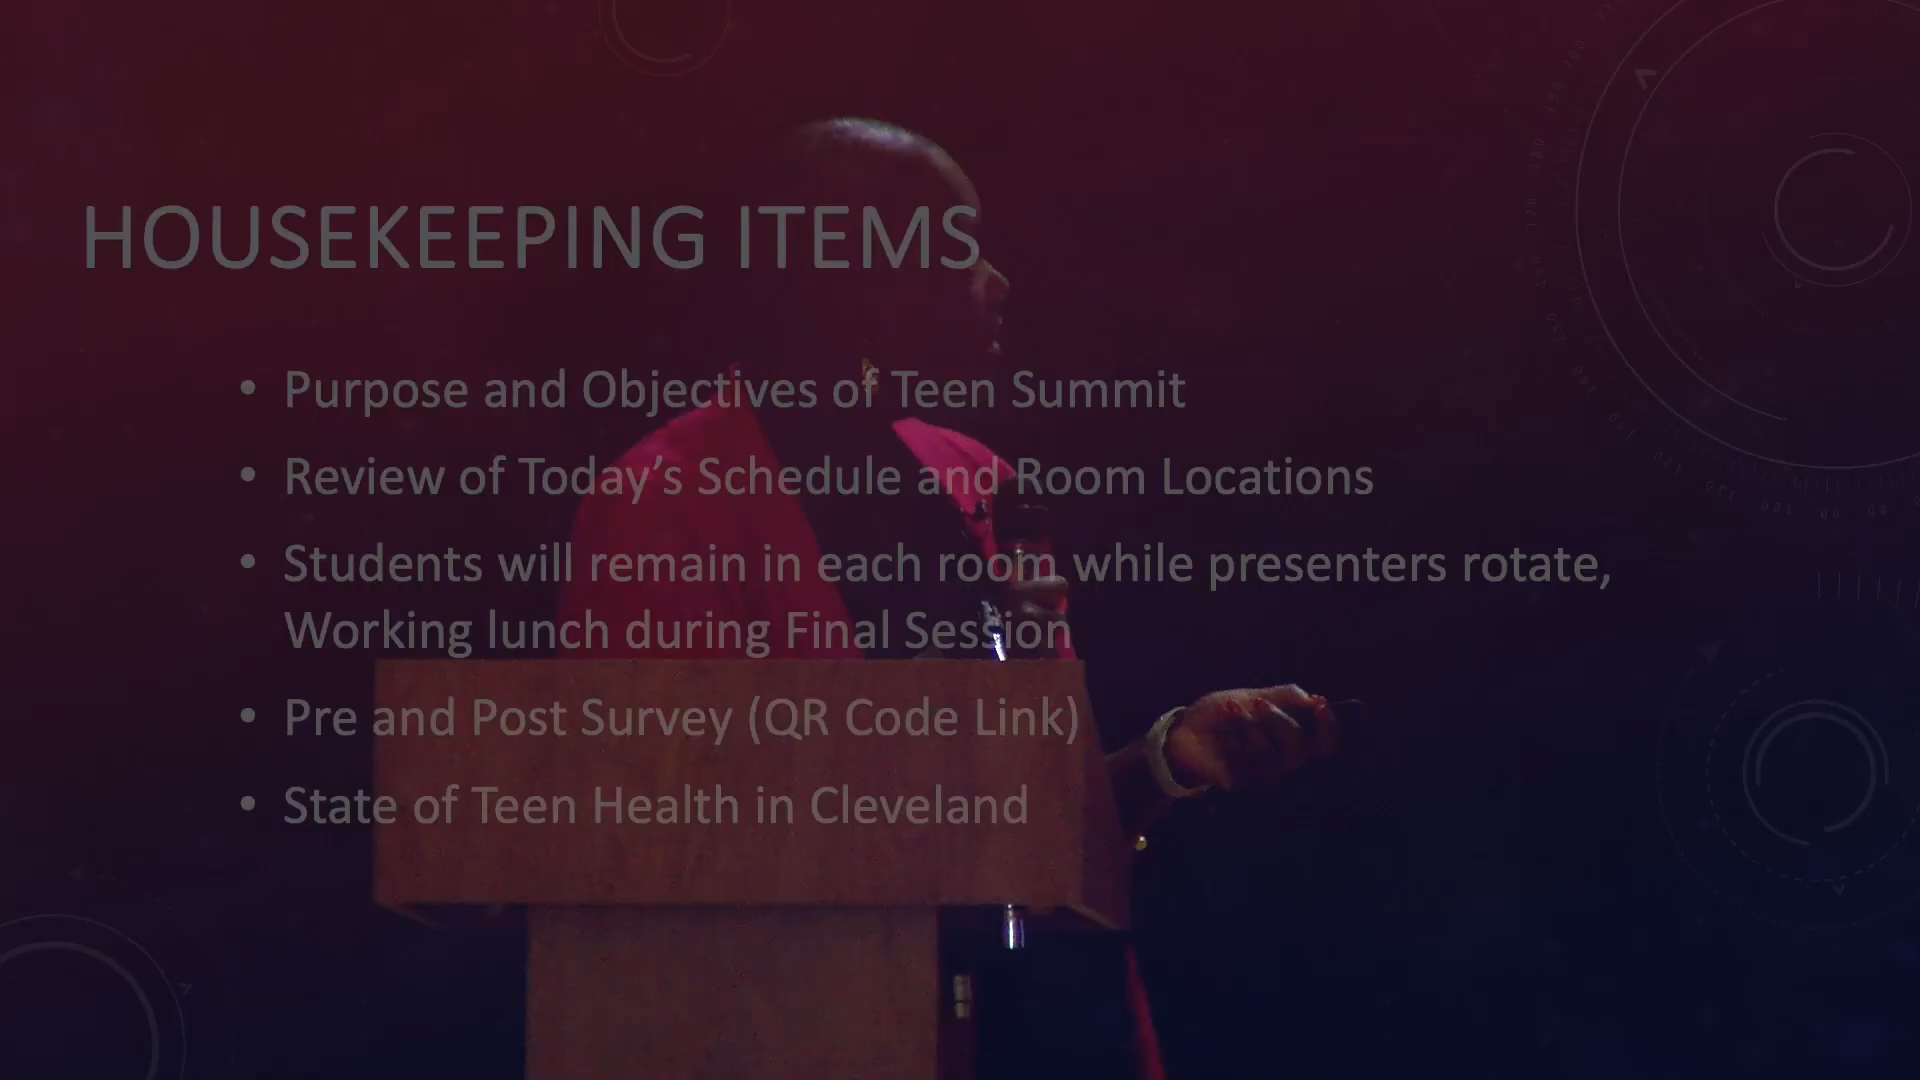 HOUSEKEEPING ITEMS
• Purpose and Objectives of Teen Summit
• Review of Today’s Schedule and Room Locations
• Students will remain in each room while presenters rotate,
Working lunch during Final Session
• Pre and Post Survey (QR Code Link)
• State of Teen Health in Cleveland